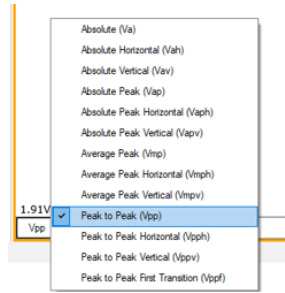 Absolute (Va)
Absolute Horizontal (Vah)
Absolute Vertical (Vav)
Absolute Peak (Vap)
Absolute Peak Horizontal (Vaph)
Absolute Peak Vertical (Vapv)
Average Peak (Vmp)
Average Peak Horizontal (Vmph)
Average Peak Vertical (Vmpv)
1.91V
Peak to Peak (Vpp)
Vpp
Peak to Peak Horizontal (Vpph)
Peak to Peak Vertical (Vppv)
Peak to Peak First Transition (Vppf)